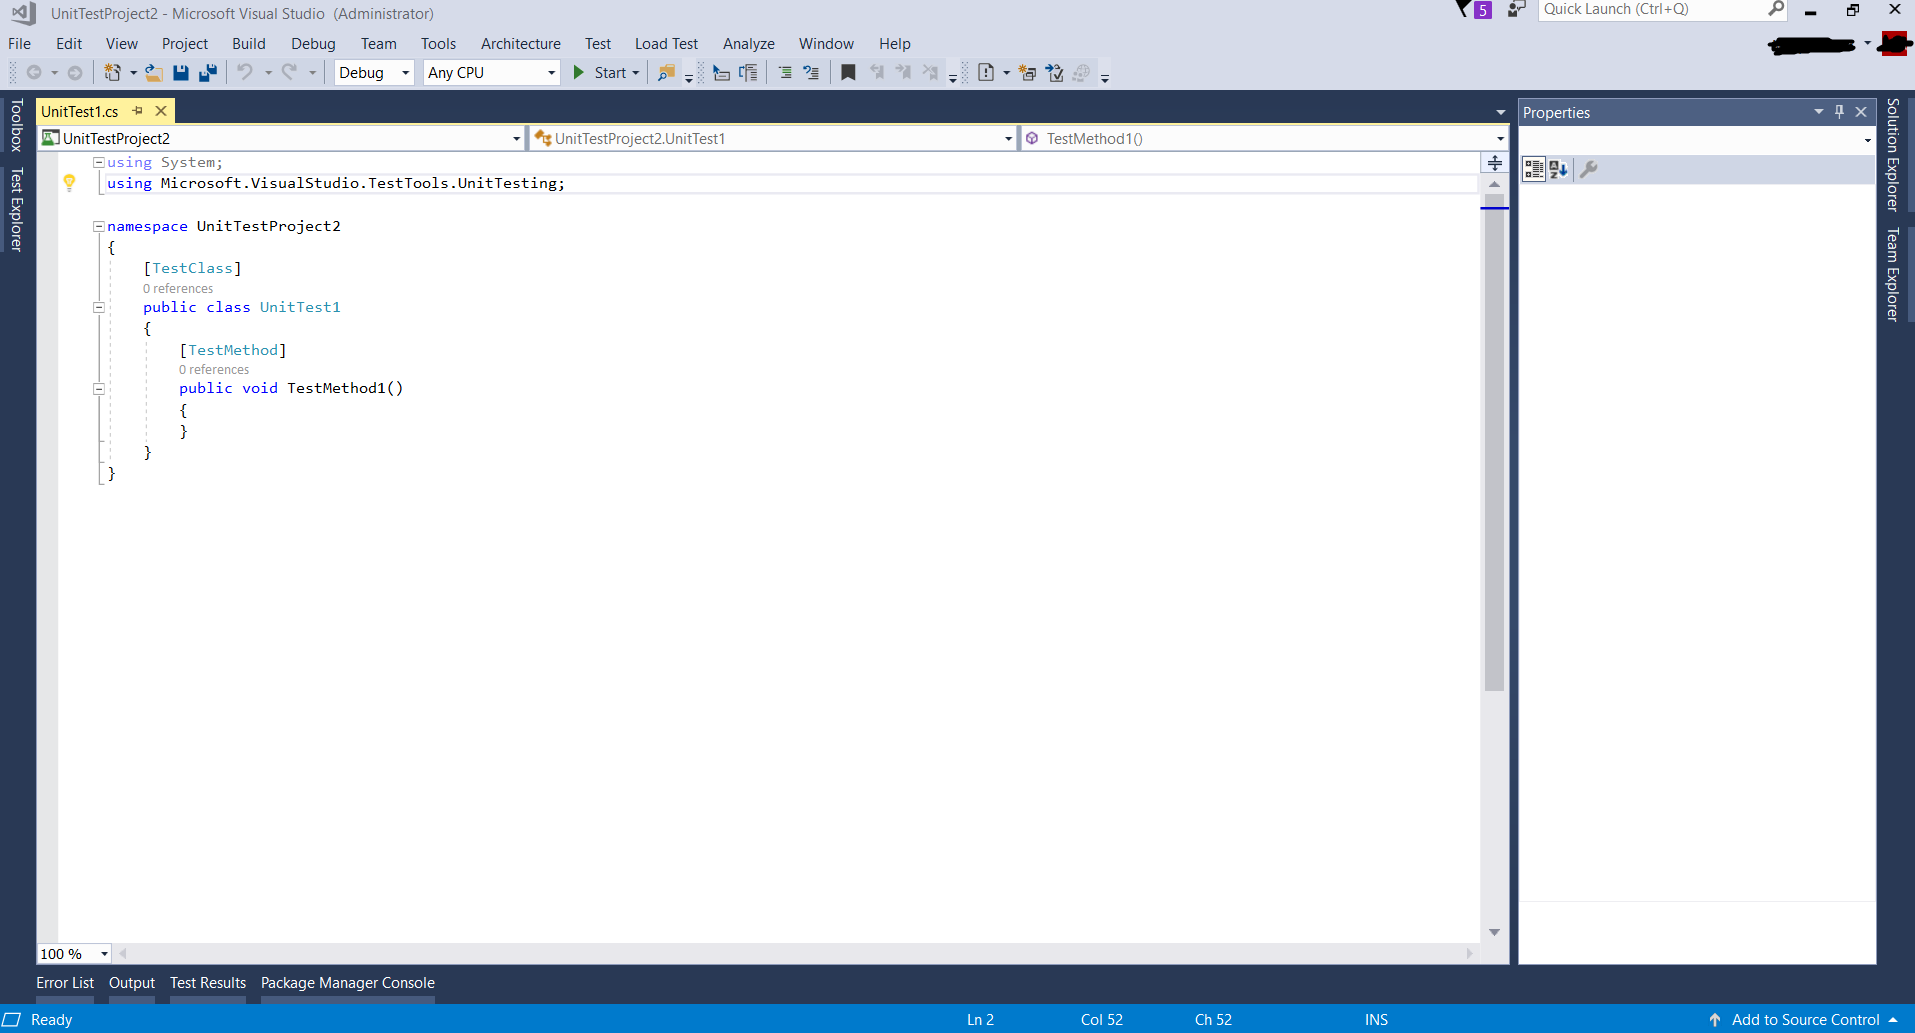 UnitTestProject2 - Microsoft Visual Studio (Administrator)
5
Quick Launch (Ctrl+Q)
File Edit View Project Build Debug Team Tools Architecture Test Load Test Analyze Window Help
Debug Any CPU Start
Toolbox
Test Explorer
UnitTest1.cs
UnitTestProject2 UnitTestProject2.UnitTest1 TestMethod1()
using System;
using Microsoft.VisualStudio.TestTools.UnitTesting;
namespace UnitTestProject2
{
[TestClass]
0 references
public class UnitTest1
{
[TestMethod]
0 references
public void TestMethod1()
{
}
}
}
100 %
Properties
Solution Explorer
Team Explorer
Error List Output Test Results Package Manager Console
Ready Ln 2 Col 52 Ch 52 INS Add to Source Control